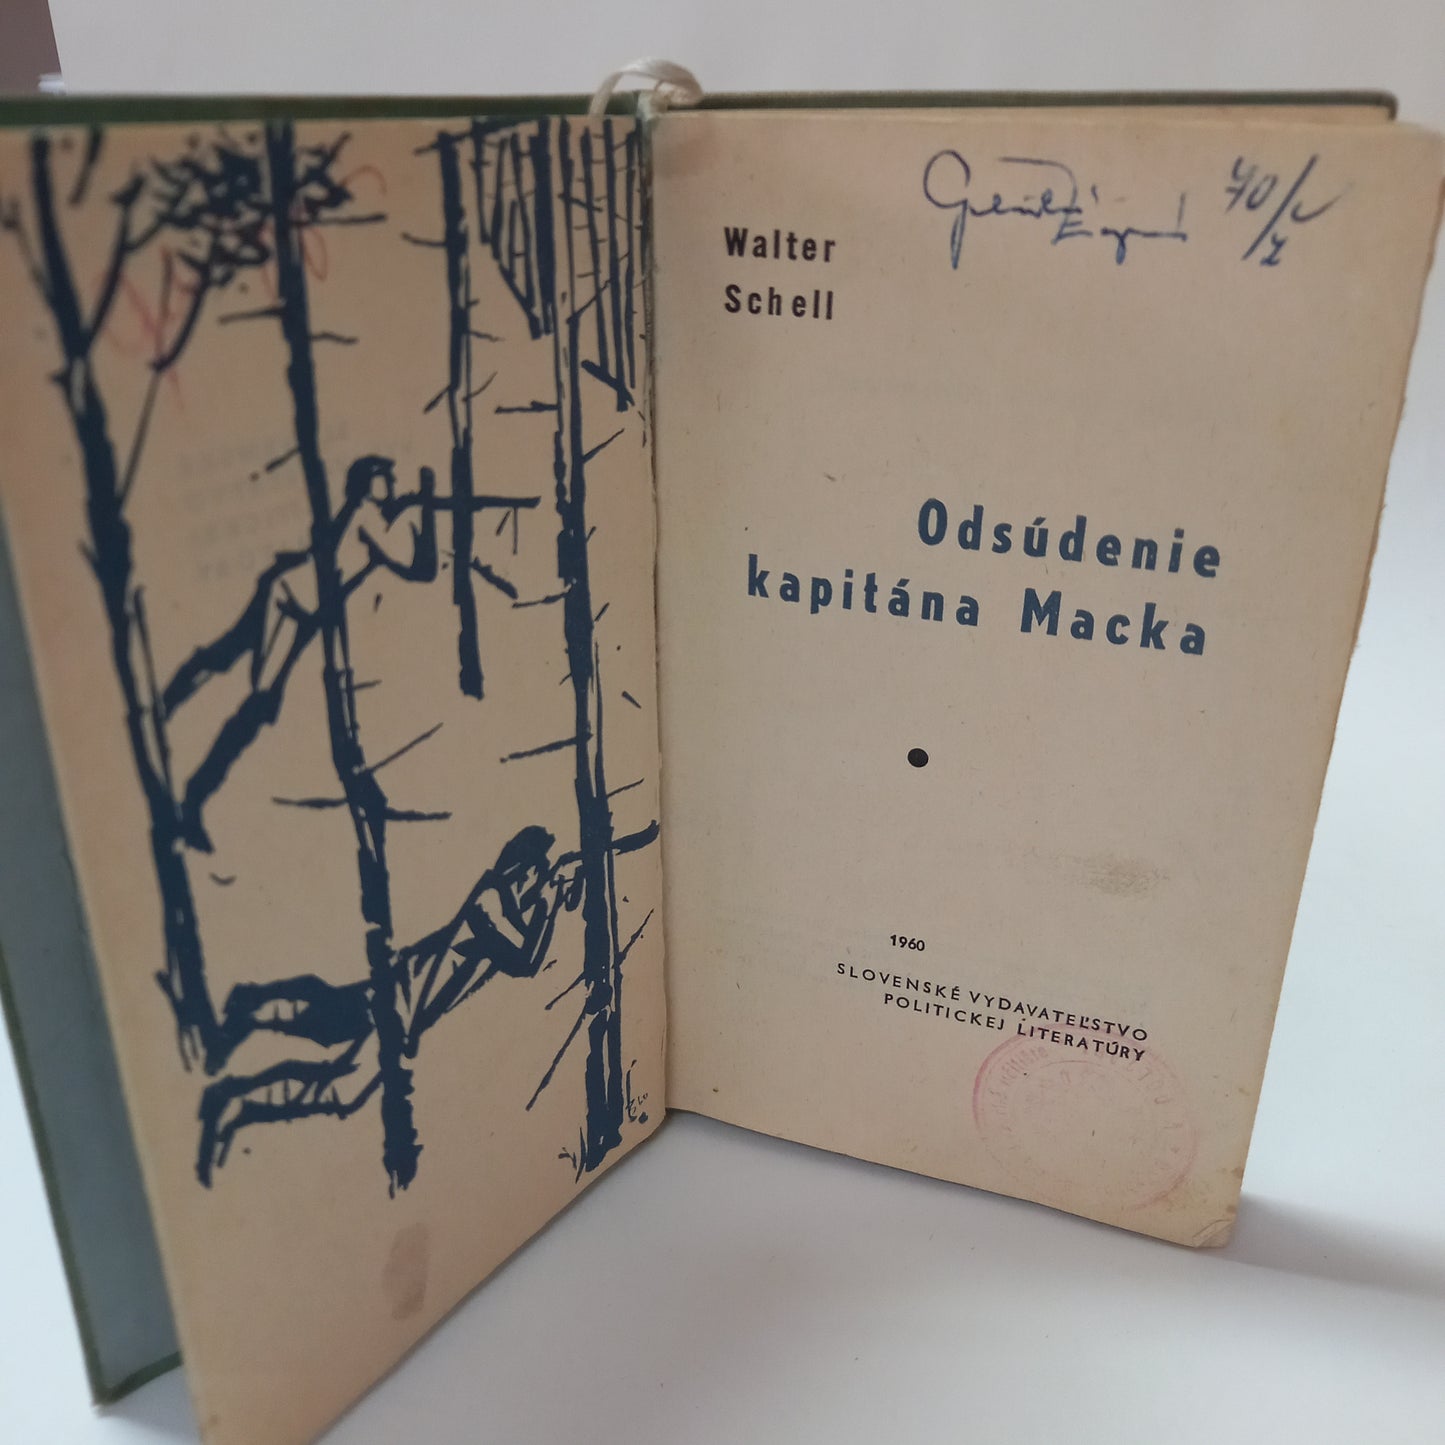 Walter
Schell
Odsúdenie
kapitána Macka
1960
SLOVENSKÉ VYDAVATEĽSTVO
POLITICKEJ LITERATÚRY